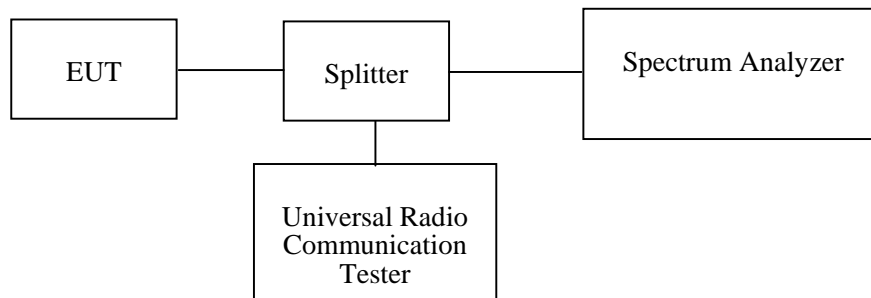 EUT
Splitter
Spectrum Analyzer
Universal Radio
Communication
Tester